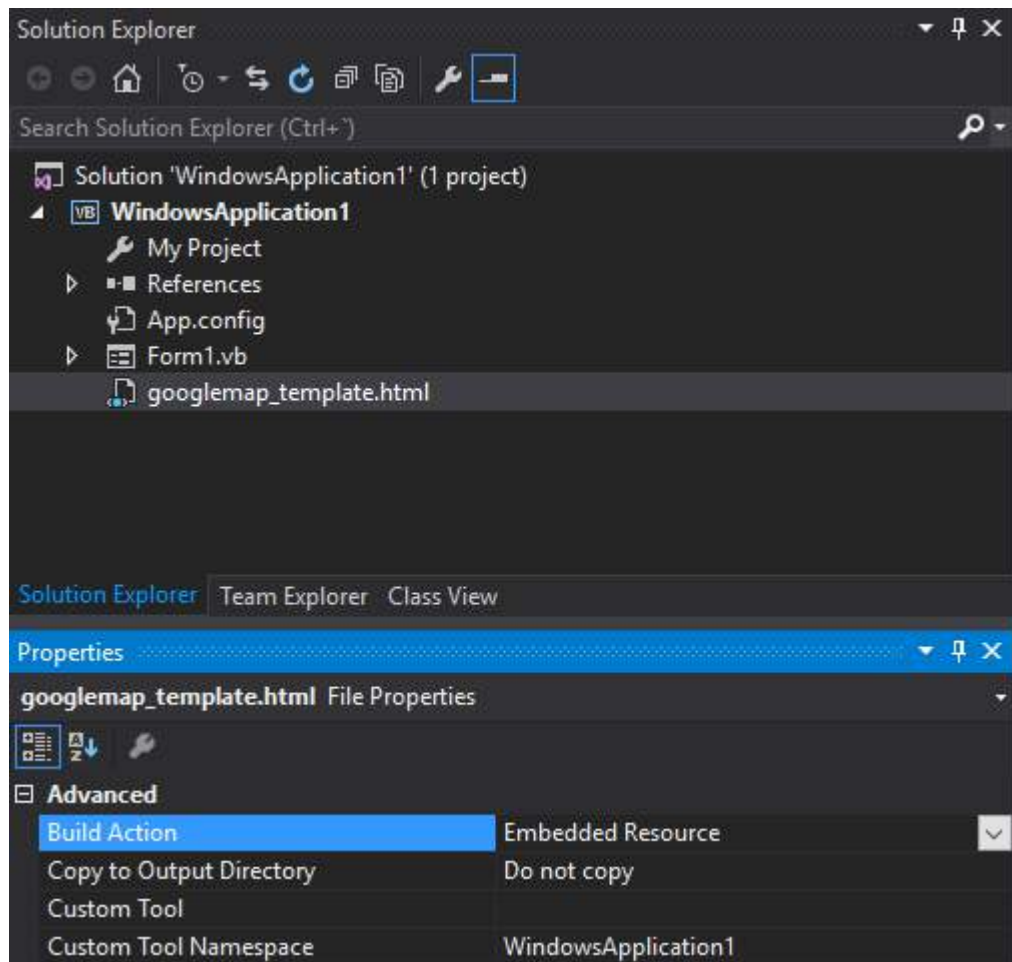 Solution Explorer
Search Solution Explorer (Ctrl+`)
Solution 'WindowsApplication1' (1 project)
VB WindowsApplication1
My Project
References
App.config
Form1.vb
googlemap_template.html
Solution Explorer Team Explorer Class View
Properties
googlemap_template.html File Properties
Advanced
Build Action Embedded Resource
Copy to Output Directory Do not copy
Custom Tool
Custom Tool Namespace WindowsApplication1